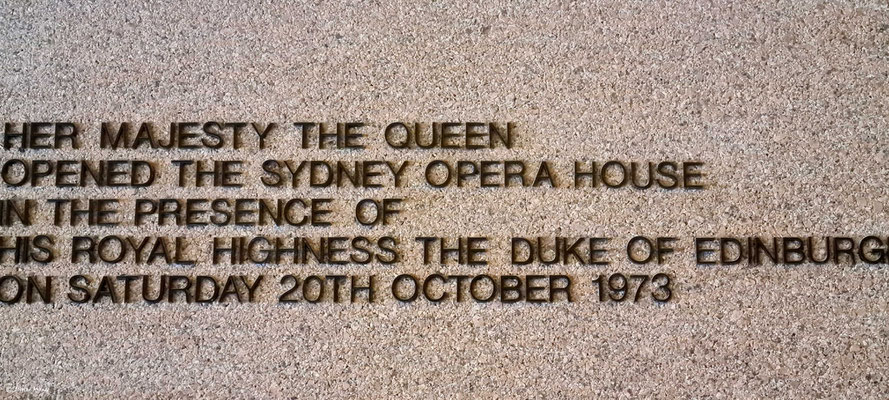 HER MAJESTY THE QUEEN
OPENED THE SYDNEY OPERA HOUSE
IN THE PRESENCE OF
HIS ROYAL HIGHNESS THE DUKE OF EDINBURG
ON SATURDAY 20TH OCTOBER 1973